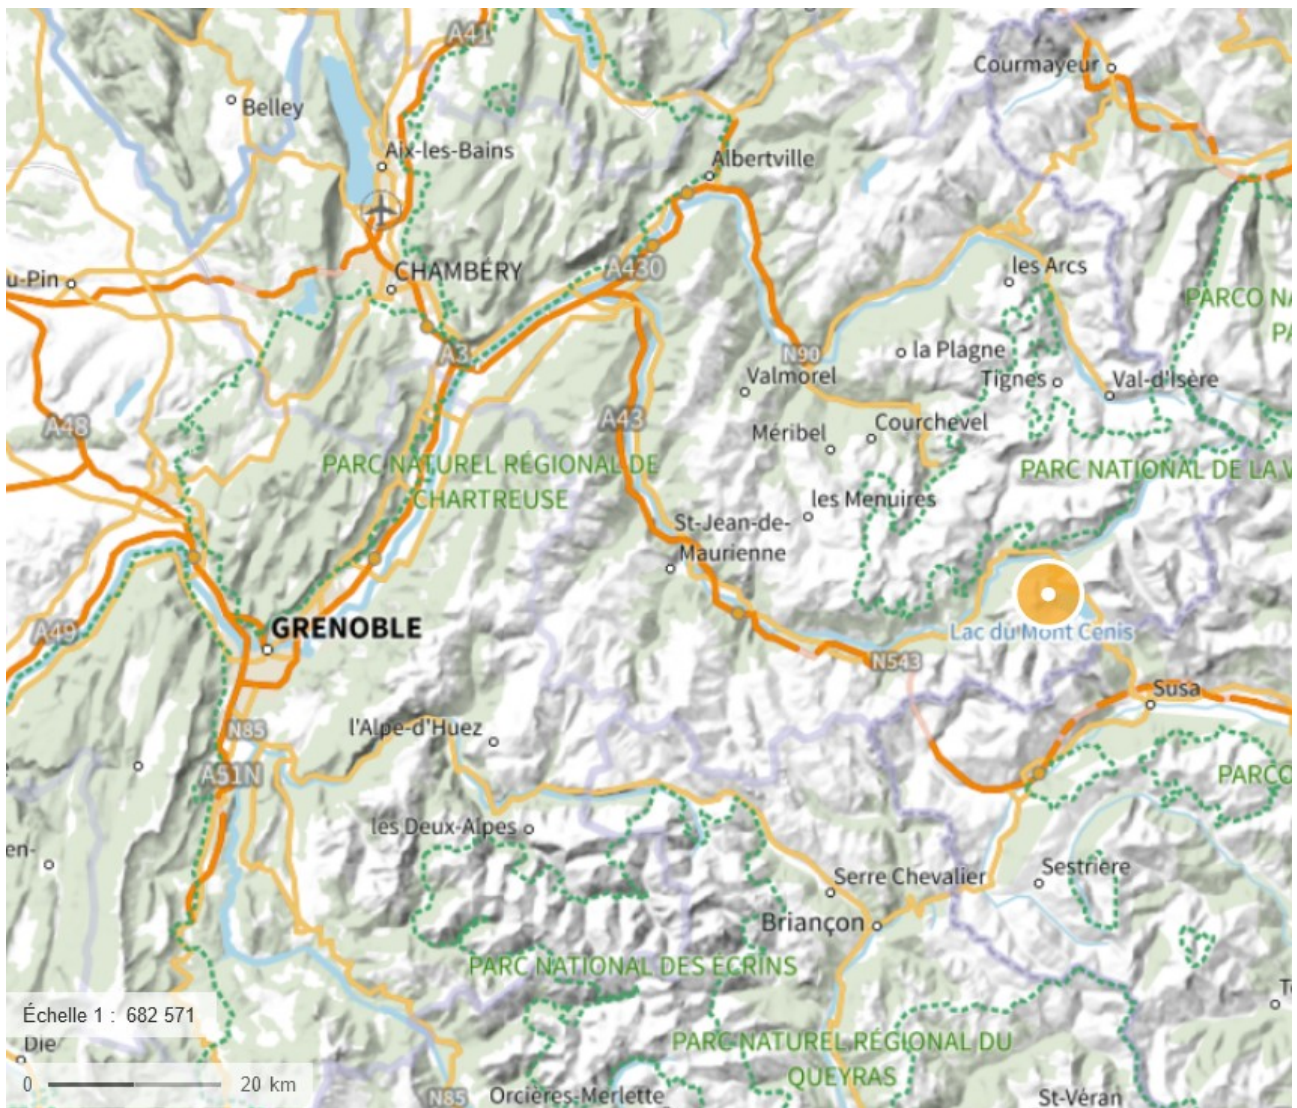 A41
Courmayeur
Belley
Aix-les-Bains
Albertville
CHAMBÉRY
A430
les Arcs
u-Pin
PARCO NA
PA
A3
N90
la Plagne
Valmorel
Tignes
Val-d'Isère
A48
A43
Courchevel
Méribel
PARC NATUREL RÉGIONAL DE
CHARTREUSE
PARC NATIONAL DE LA V
les Menuires
St-Jean-de-
Maurienne
A49
GRENOBLE
Lac du Mont Cenis
N543
Susa
N85
l'Alpe-d'Huez
A51N
PARCO
les Deux-Alpes
en-
Serre Chevalier
Sestriere
Briançon
PARC NATIONAL DES ÉCRINS
Échelle 1 : 682 571
Die
PARC NATUREL RÉGIONAL DU
QUEYRAS
0 20 km
N85
Orcières-Merlette
St-Véran